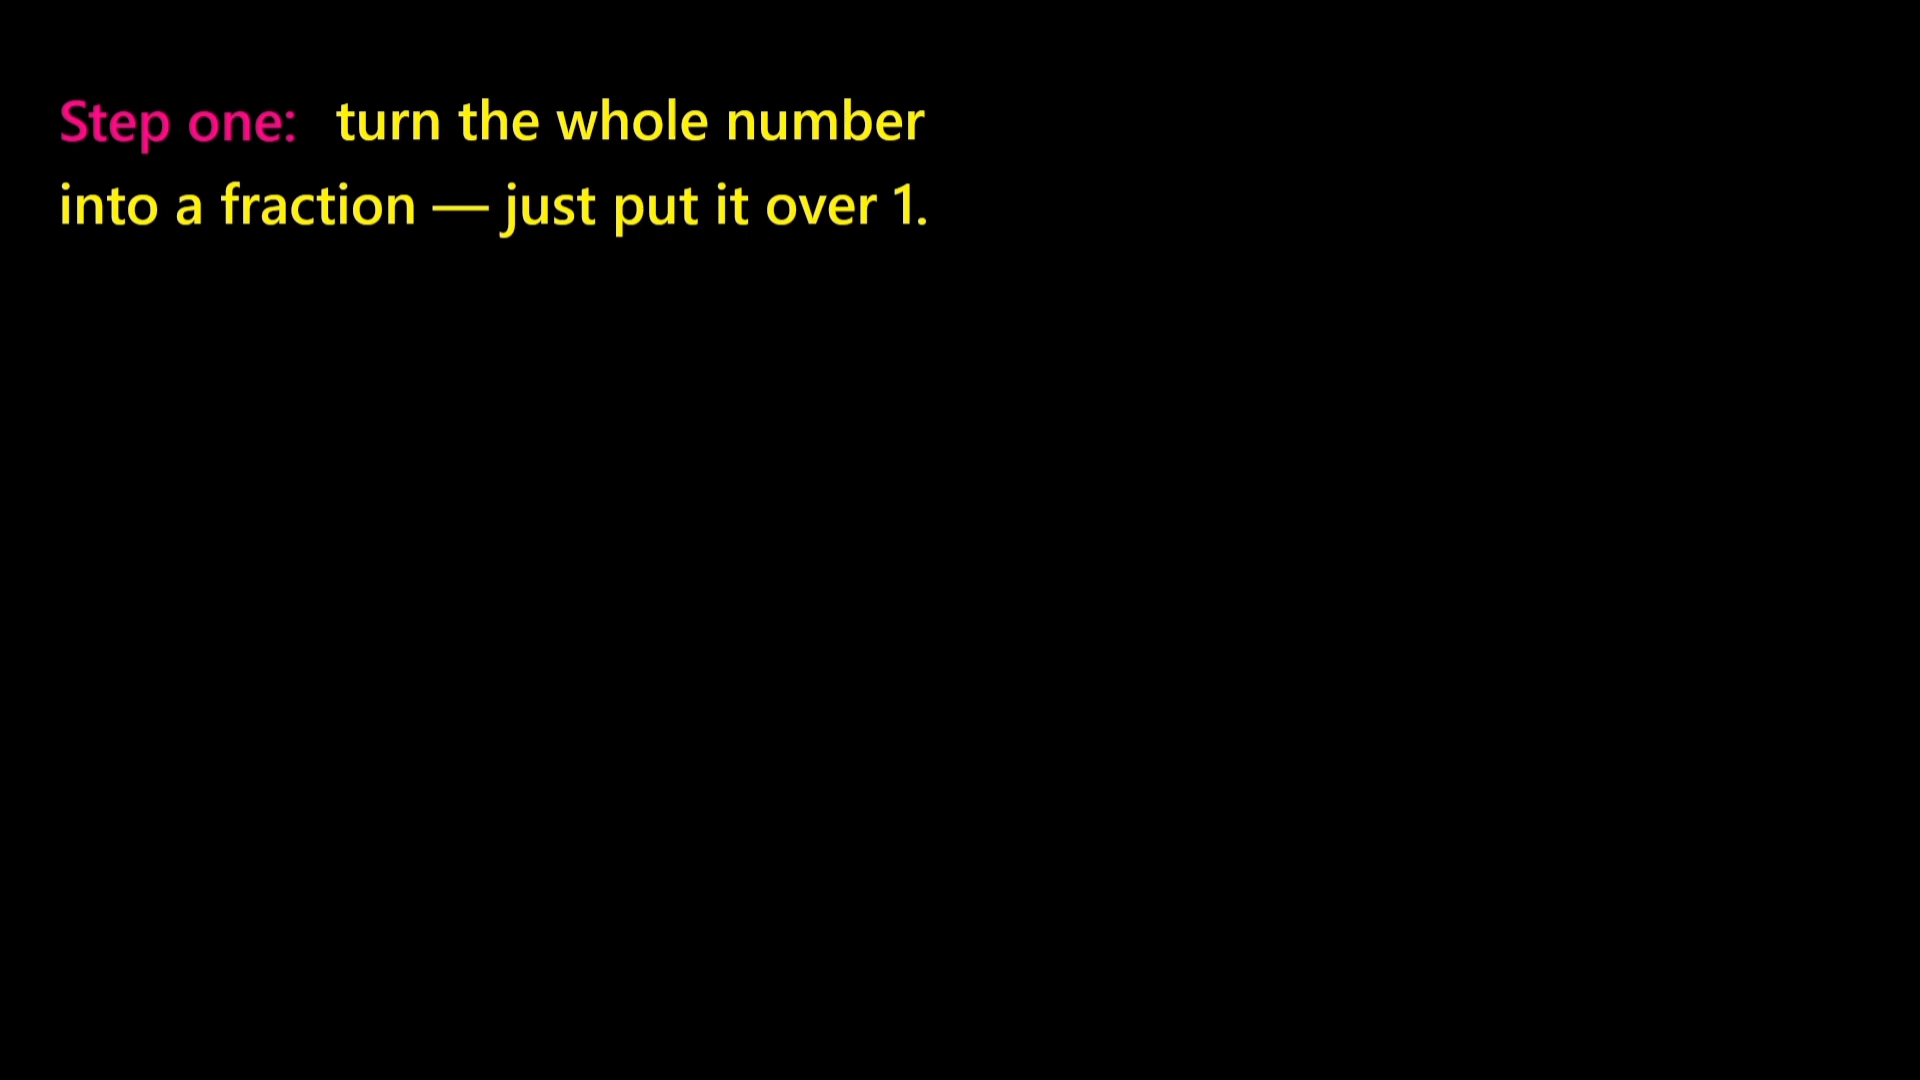 Step one: turn the whole number
into a fraction — just put it over 1.